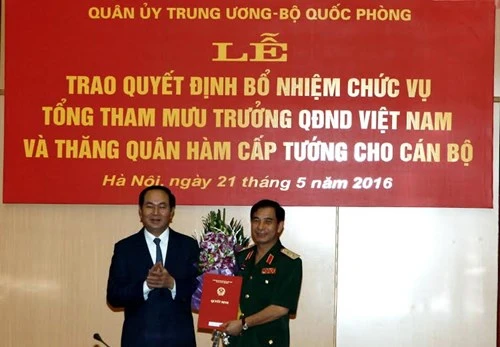 QUÂN ỦY TRUNG ƯƠNG-BỘ QUỐC PHÒNG
LỄ
TRAO QUYẾT ĐỊNH BỔ NHIỆM CHỨC VỤ
TỔNG THAM MƯU TRƯỞNG QĐND VIỆT NAM
VÀ THĂNG QUÂN HÀM CẤP TƯỚNG CHO CÁN BỘ
Hà Nội, ngày 21 tháng 5 năm 2016
QUYẾT ĐỊNH